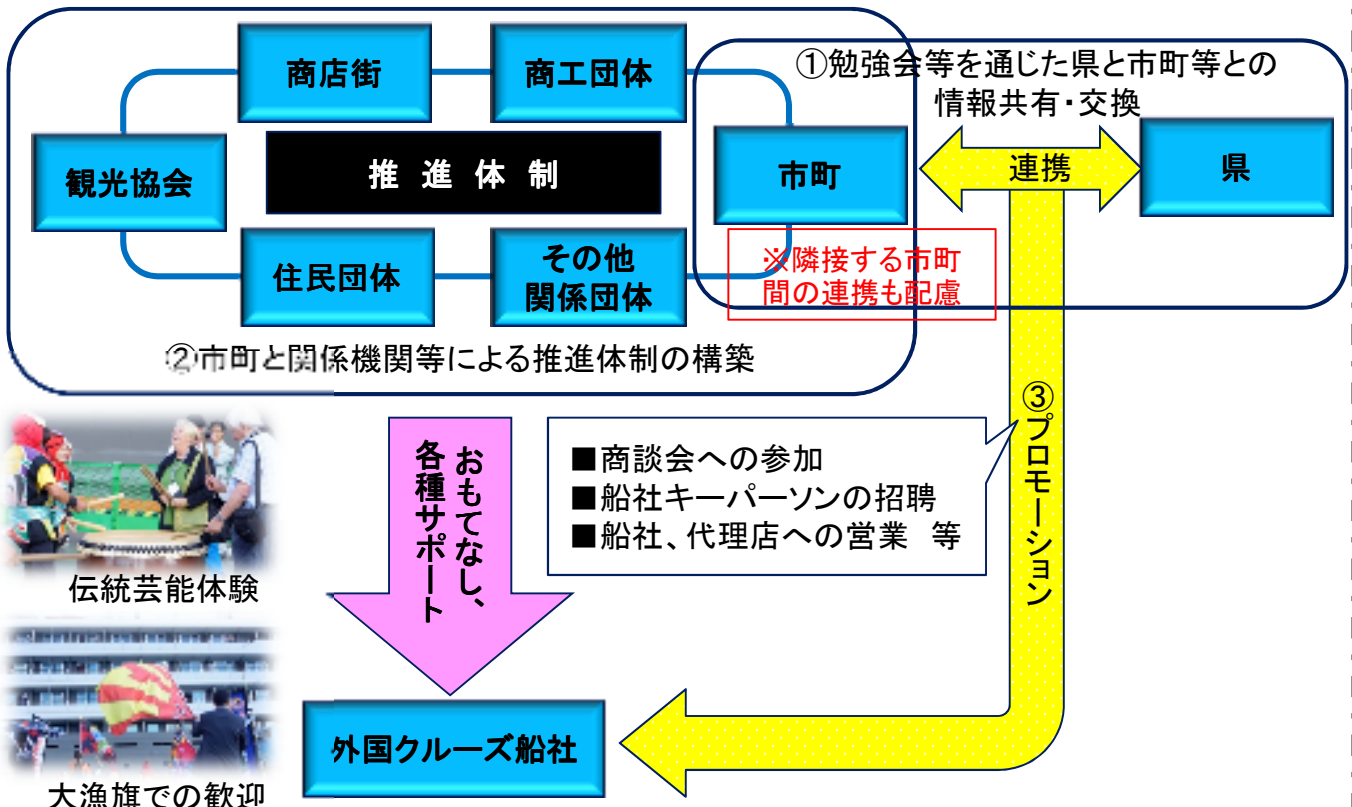 商店街
商工団体
①勉強会等を通じた県と市町等との
情報共有・交換
観光協会
推進体制
市町
連携
県
住民団体
その他
関係団体
※隣接する市町
間の連携も配慮
②市町と関係機関等による推進体制の構築
おもてなし、
各種サポート
■商談会への参加
■船社キーパーソンの招聘
■船社、代理店への営業 等
③プロモーション
伝統芸能体験
外国クルーズ船社
大漁旗での歓迎